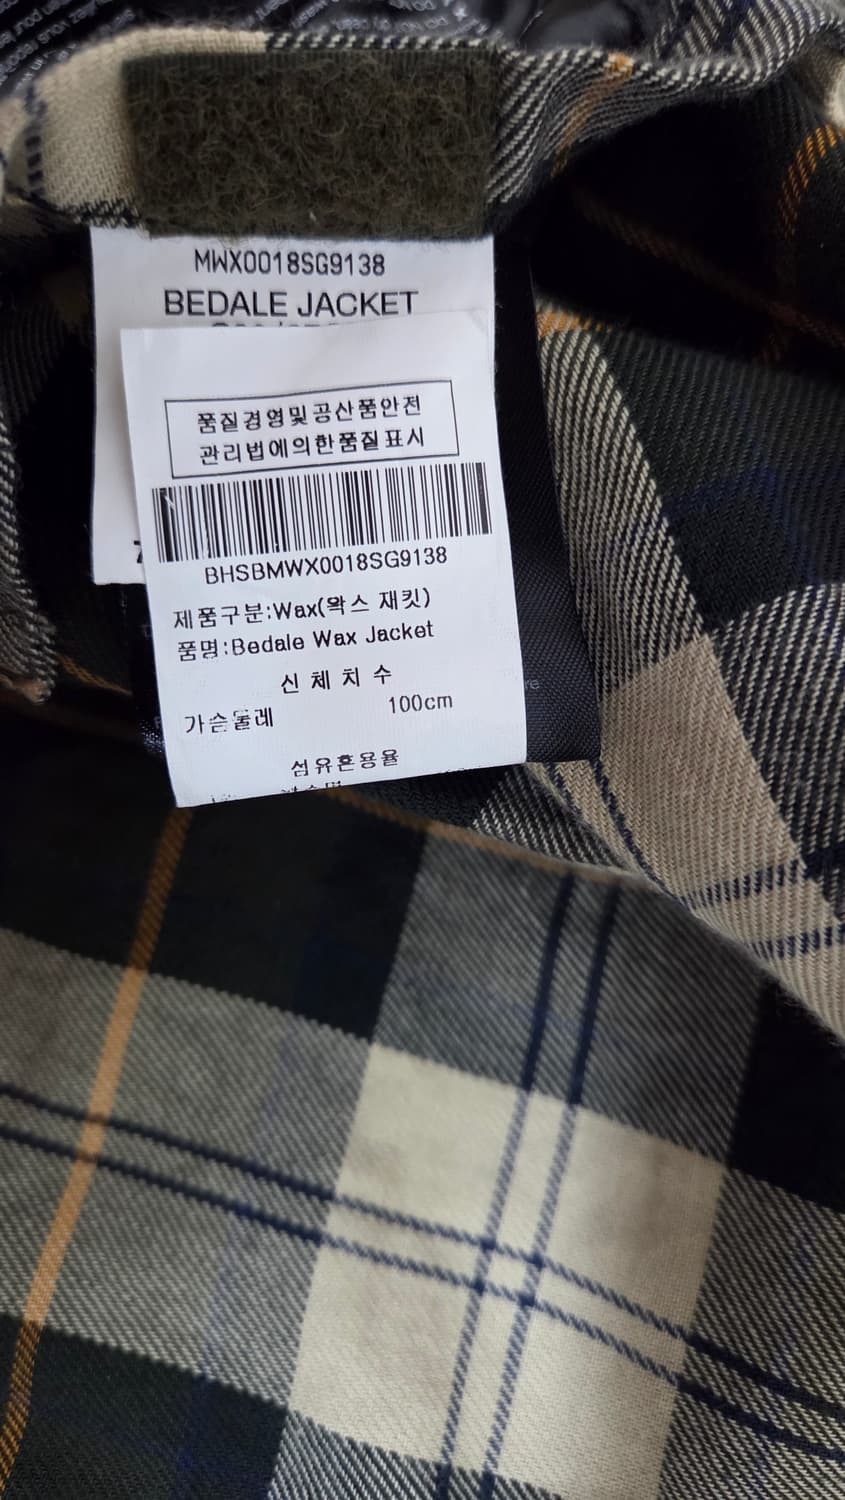 MWX0018SG9138
BEDALE JACKET
품질경영및공산품안전
관리법에의한품질표시
BHSBMWX0018SG9138
제품구분:Wax(왁스 재킷)
품명:Bedale Wax Jacket
신체치수
가슴둘레 100cm
섬유혼용율